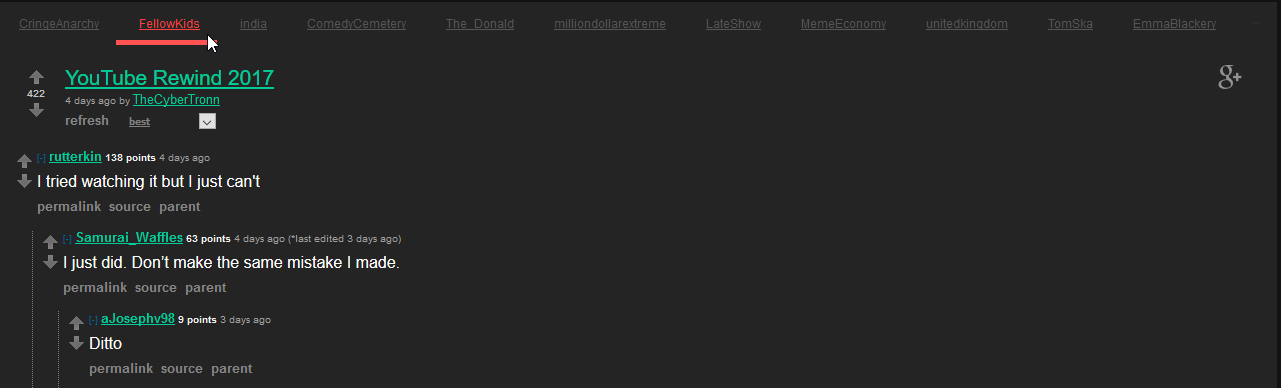 CringeAnarchy FellowKids india ComedyCemetery The_Donald milliondollarextreme LateShow MemeEconomy unitedkingdom TomSka EmmaBlackery
YouTube Rewind 2017
422
4 days ago by TheCyberTronn
refresh best
g+
[-] rutterkin 138 points 4 days ago
I tried watching it but I just can't
permalink source parent
[-] Samurai_Waffles 63 points 4 days ago (*last edited 3 days ago)
I just did. Don’t make the same mistake I made.
permalink source parent
[-] aJosephv98 9 points 3 days ago
Ditto
permalink source parent